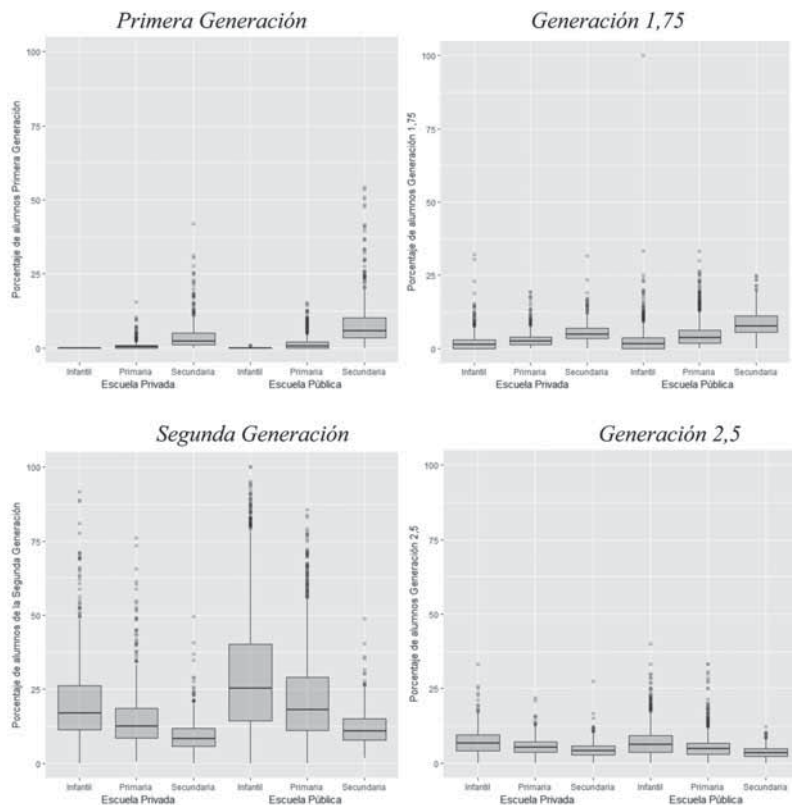 Primera Generación
Generación 1,75
Porcentaje de alumnos Primera Generación
100
75
50
25
0
Infantil Primaria Secundaria Infantil Primaria Secundaria
Escuela Privada Escuela Pública
Porcentaje de alumnos Generación 1,75
100
75
50
25
0
Infantil Primaria Secundaria Infantil Primaria Secundaria
Escuela Privada Escuela Pública
Segunda Generación
Generación 2,5
Porcentaje de alumnos de la Segunda Generación
100
75
50
25
0
Infantil Primaria Secundaria Infantil Primaria Secundaria
Escuela Privada Escuela Pública
Porcentaje de alumnos Generación 2,5
100
75
50
25
0
Infantil Primaria Secundaria Infantil Primaria Secundaria
Escuela Privada Escuela Pública